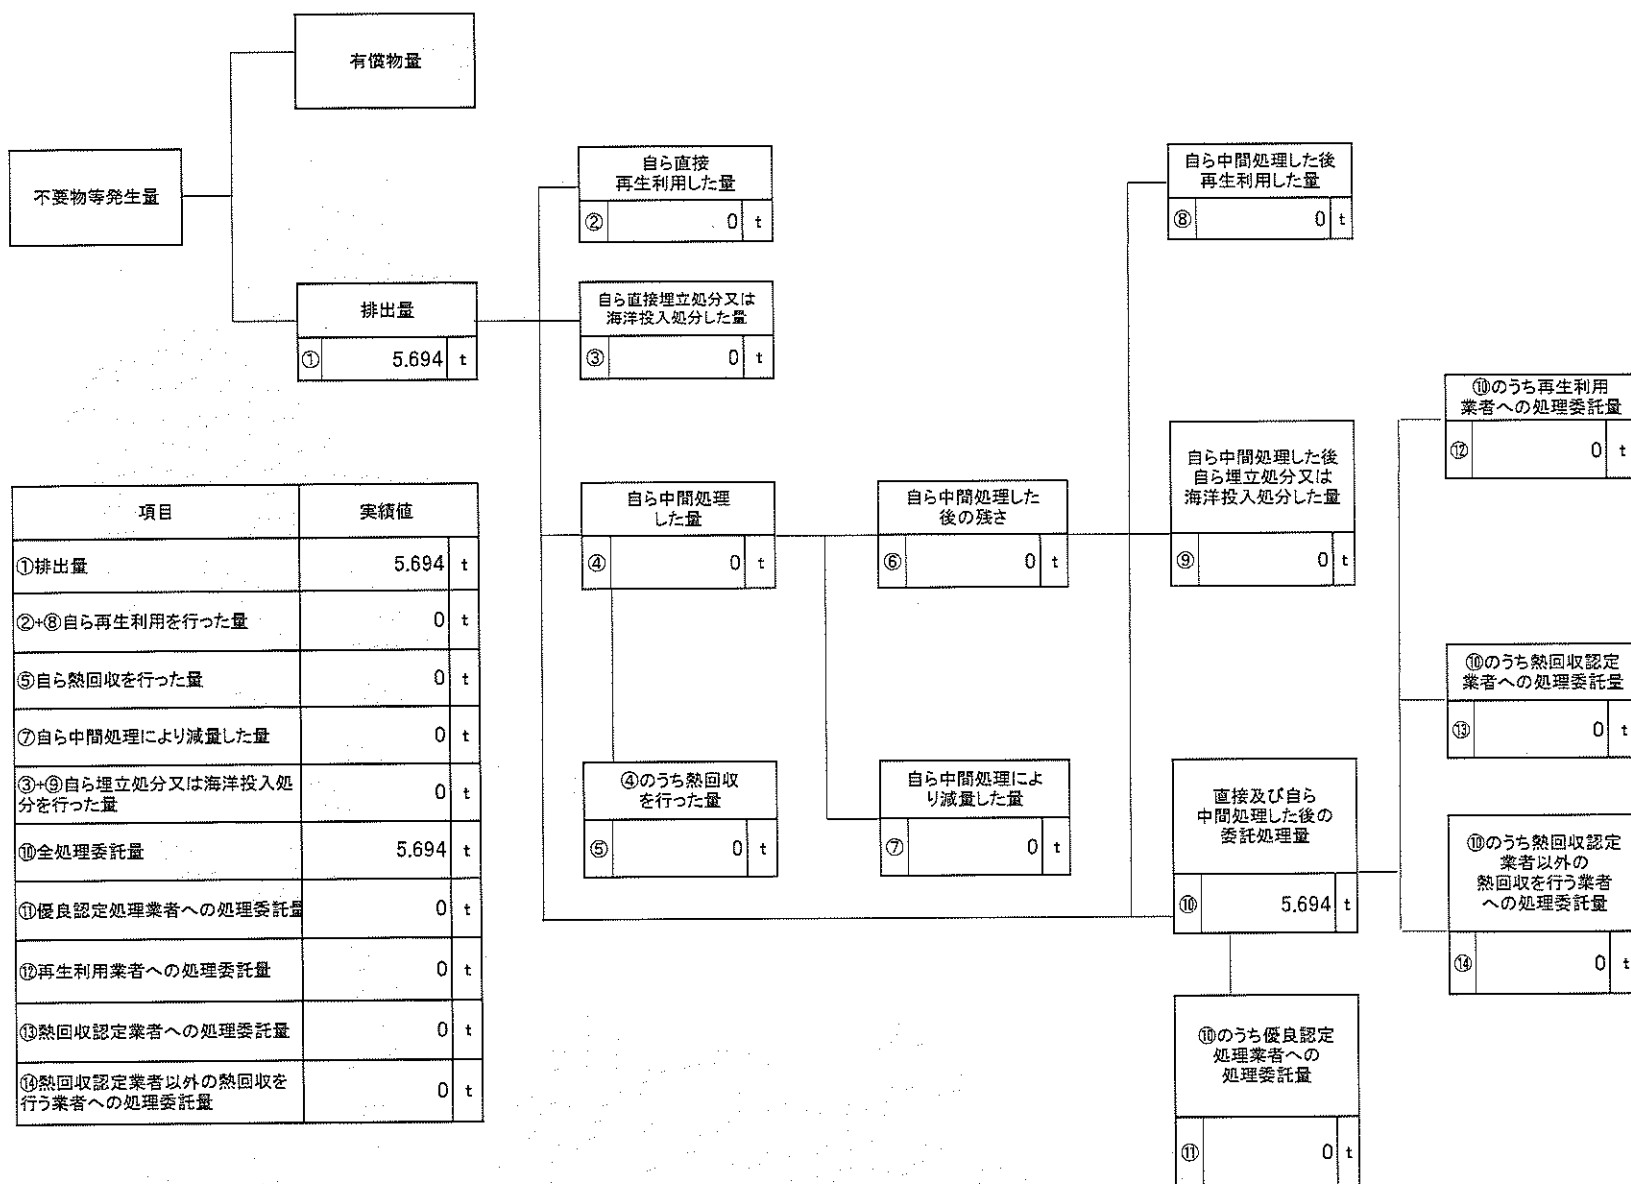 有償物量
不要物等発生量
排出量
① 5.694 t
自ら直接
再生利用した量
② 0 t
自ら直接埋立処分又は
海洋投入処分した量
③ 0 t
自ら中間処理
した量
④ 0 t
④のうち熱回収
を行った量
⑤ 0 t
自ら中間処理した
後の残さ
⑥ 0 t
自ら中間処理によ
り減量した量
⑦ 0 t
自ら中間処理した後
再生利用した量
⑧ 0 t
自ら中間処理した後
自ら埋立処分又は
海洋投入処分した量
⑨ 0 t
直接及び自ら
中間処理した後の
委託処理量
⑩ 5.694 t
⑩のうち優良認定
処理業者への
処理委託量
⑪ 0 t
⑩のうち再生利用
業者への処理委託量
⑫ 0 t
⑩のうち熱回収認定
業者への処理委託量
⑬ 0 t
⑩のうち熱回収認定
業者以外の
熱回収を行う業者
への処理委託量
⑭ 0 t
項目 実績値
①排出量 5.694 t
②+⑧自ら再生利用を行った量 0 t
⑤自ら熱回収を行った量 0 t
⑦自ら中間処理により減量した量 0 t
③+⑨自ら埋立処分又は海洋投入処
分を行った量 0 t
⑩全処理委託量 5.694 t
⑪優良認定処理業者への処理委託量 0 t
⑫再生利用業者への処理委託量 0 t
⑬熱回収認定業者への処理委託量 0 t
⑭熱回収認定業者以外の熱回収を
行う業者への処理委託量 0 t